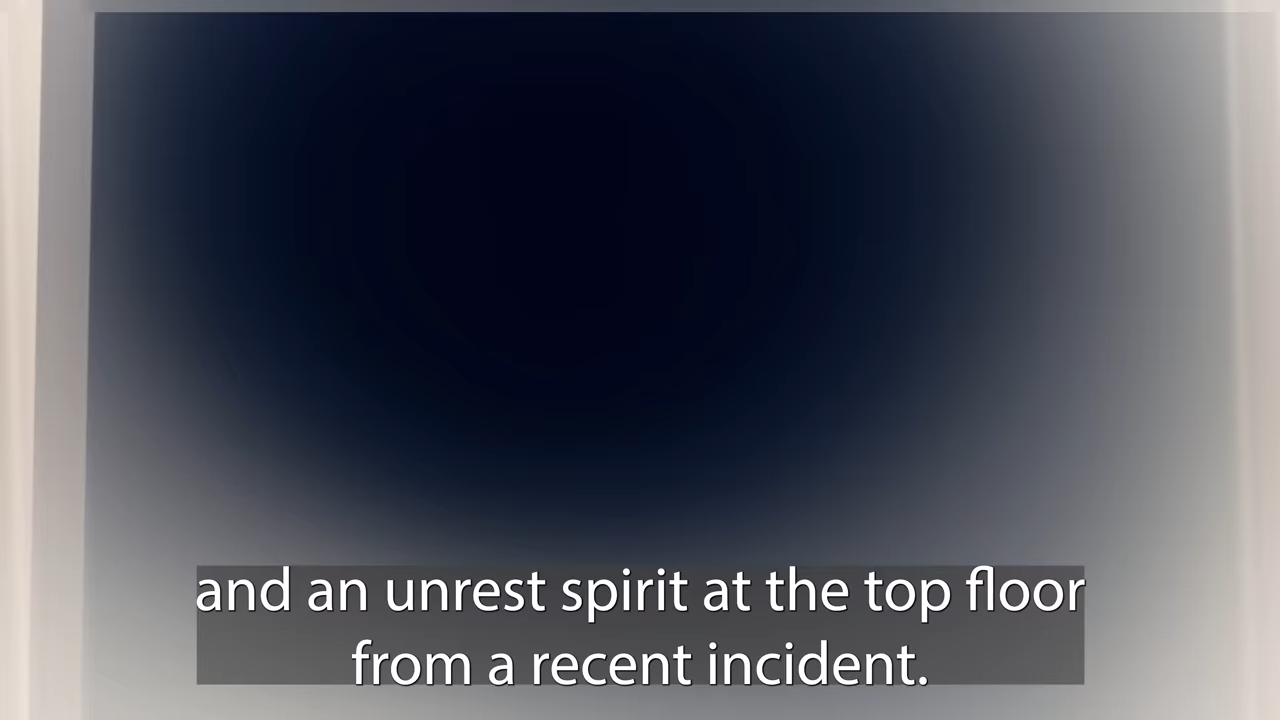 and an unrest spirit at the top floor
from a recent incident.